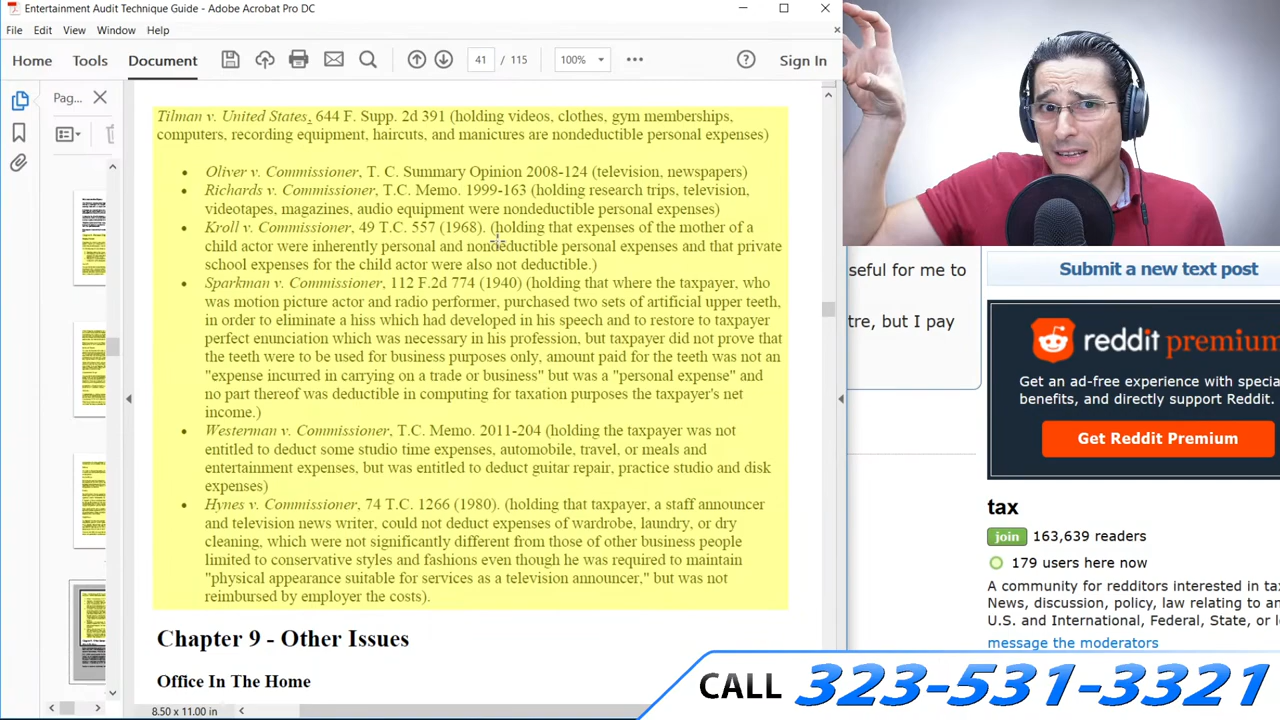 Entertainment Audit Technique Guide - Adobe Acrobat Pro DC
File Edit View Window Help
Home Tools Document 41 / 115 100% Sign In
Pag...
Tilman v. United States, 644 F. Supp. 2d 391 (holding videos, clothes, gym memberships,
computers, recording equipment, haircuts, and manicures are nondeductible personal expenses)
• Oliver v. Commissioner, T. C. Summary Opinion 2008-124 (television, newspapers)
• Richards v. Commissioner, T.C. Memo. 1999-163 (holding research trips, television,
videotapes, magazines, audio equipment were nondeductible personal expenses)
• Kroll v. Commissioner, 49 T.C. 557 (1968). (holding that expenses of the mother of a
child actor were inherently personal and nondeductible personal expenses and that private
school expenses for the child actor were also not deductible.)
• Sparkman v. Commissioner, 112 F.2d 774 (1940) (holding that where the taxpayer, who
was motion picture actor and radio performer, purchased two sets of artificial upper teeth,
in order to eliminate a hiss which had developed in his speech and to restore to taxpayer
perfect enunciation which was necessary in his profession, but taxpayer did not prove that
the teeth were to be used for business purposes only, amount paid for the teeth was not an
"expense incurred in carrying on a trade or business" but was a "personal expense" and
no part thereof was deductible in computing for taxation purposes the taxpayer's net
income.)
• Westerman v. Commissioner, T.C. Memo. 2011-204 (holding the taxpayer was not
entitled to deduct some studio time expenses, automobile, travel, or meals and
entertainment expenses, but was entitled to deduct guitar repair, practice studio and disk
expenses)
• Hynes v. Commissioner, 74 T.C. 1266 (1980). (holding that taxpayer, a staff announcer
and television news writer, could not deduct expenses of wardrobe, laundry, or dry
cleaning, which were not significantly different from those of other business people
limited to conservative styles and fashions even though he was required to maintain
"physical appearance suitable for services as a television announcer," but was not
reimbursed by employer the costs).
Chapter 9 - Other Issues
Office In The Home
8.50 x 11.00 in
seful for me to
tre, but I pay
Submit a new text post
reddit premium
Get an ad-free experience with specia
benefits, and directly support Reddit.
Get Reddit Premium
tax
join 163,639 readers
179 users here now
A community for redditors interested in ta
News, discussion, policy, law relating to an
U.S. and International, Federal, State, or l
message the moderators
CALL 323-531-3321